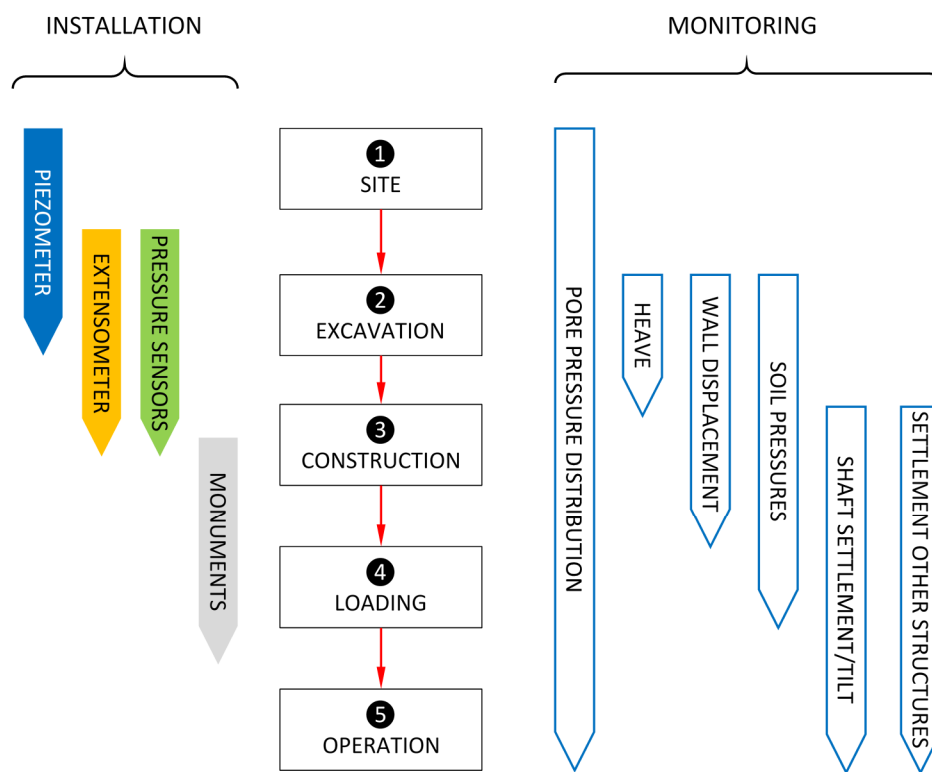 INSTALLATION
MONITORING
PIEZOMETER
EXTENSOMETER
PRESSURE SENSORS
MONUMENTS
1
SITE
2
EXCAVATION
3
CONSTRUCTION
4
LOADING
5
OPERATION
PORE PRESSURE DISTRIBUTION
HEAVE
WALL DISPLACEMENT
SOIL PRESSURES
SHAFT SETTLEMENT/TILT
SETTLEMENT OTHER STRUCTURES